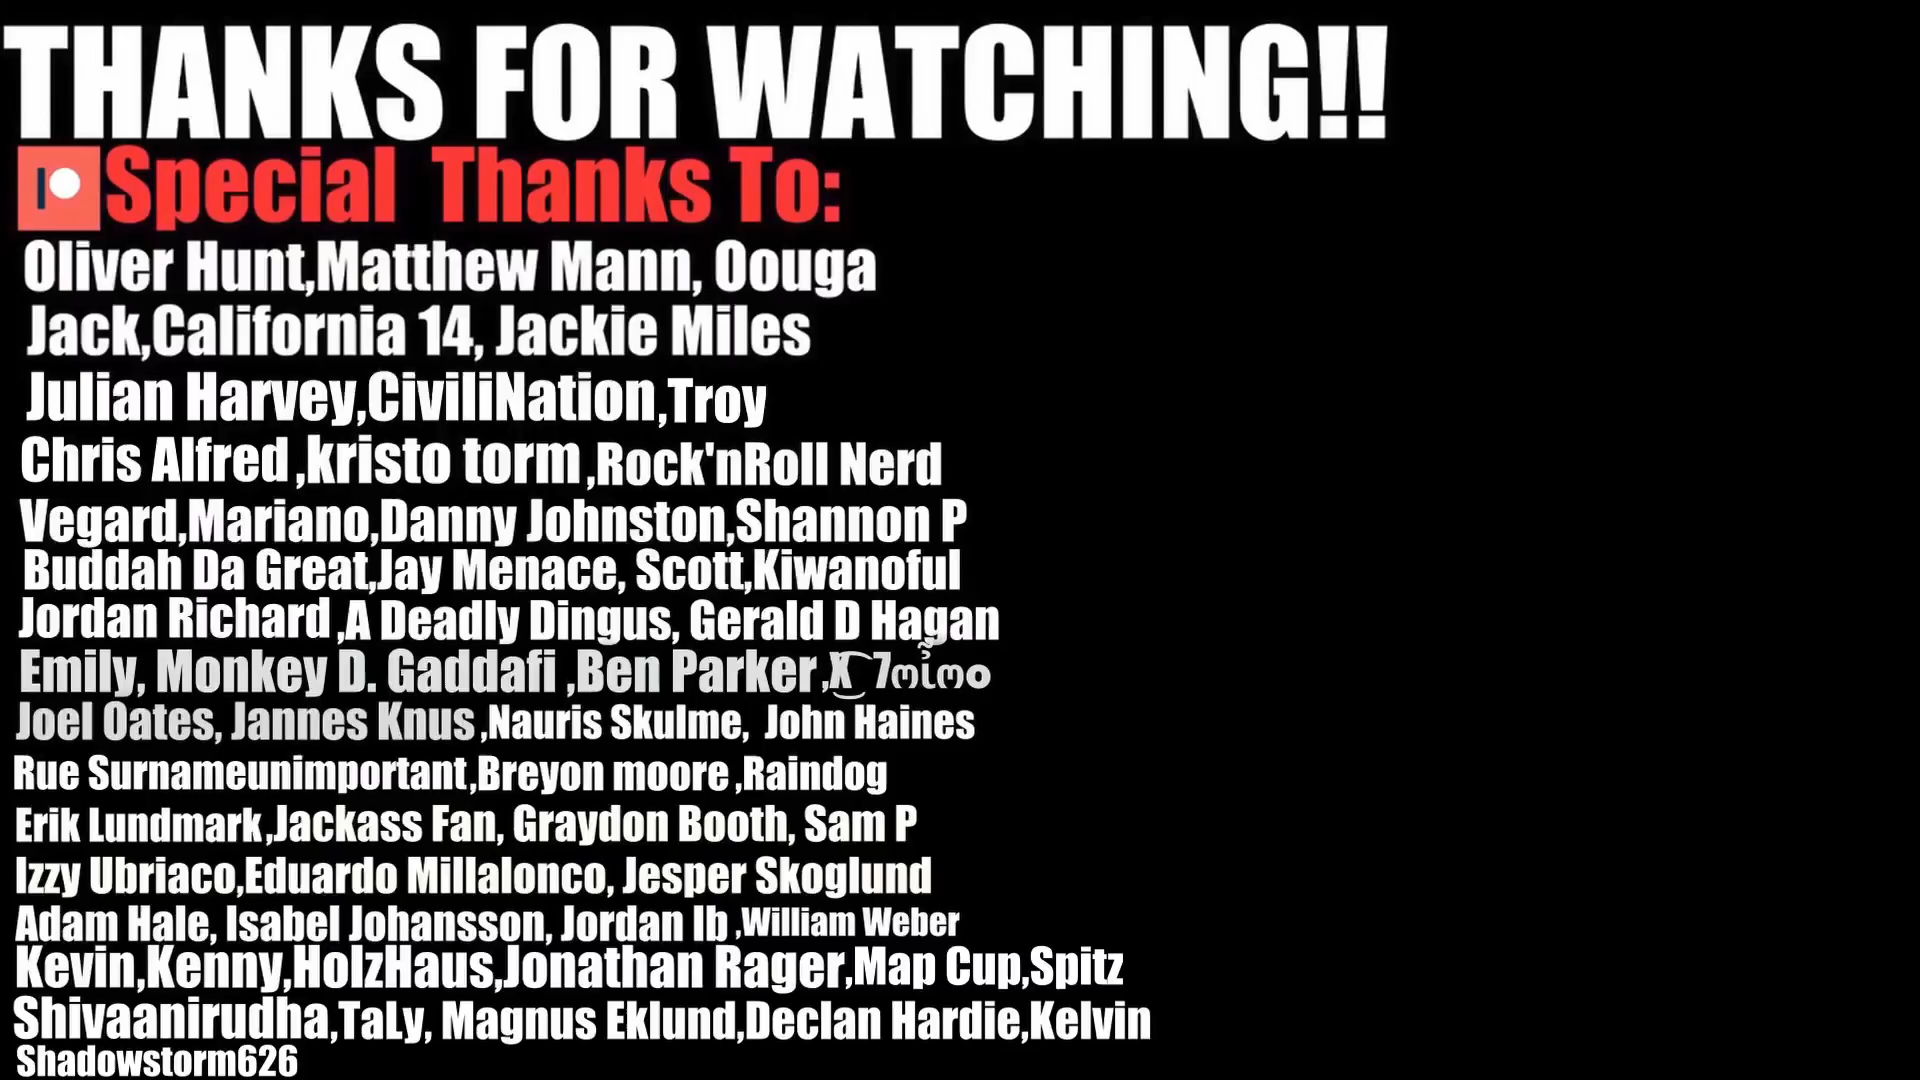 THANKS FOR WATCHING!!
Special Thanks To:
Oliver Hunt,Matthew Mann, Oouga
Jack,California 14, Jackie Miles
Julian Harvey,CiviliNation,Troy
Chris Alfred ,kristo torm ,Rock'nRoll Nerd
Vegard,Mariano,Danny Johnston,Shannon P
Buddah Da Great,Jay Menace, Scott,Kiwanoful
Jordan Richard ,A Deadly Dingus, Gerald D Hagan
Emily, Monkey D. Gaddafi ,Ben Parker
Joel Oates, Jannes Knus ,Nauris Skulme, John Haines
Rue Surnameunimportant,Breyon moore ,Raindog
Erik Lundmark,Jackass Fan, Graydon Booth, Sam P
Izzy Ubriaco,Eduardo Millalonco, Jesper Skoglund
Adam Hale, Isabel Johansson, Jordan Ib ,William Weber
Kevin,Kenny,HolzHaus,Jonathan Rager,Map Cup,Spitz
Shivaanirudha,TaLy, Magnus Eklund,Declan Hardie,Kelvin
Shadowstorm626